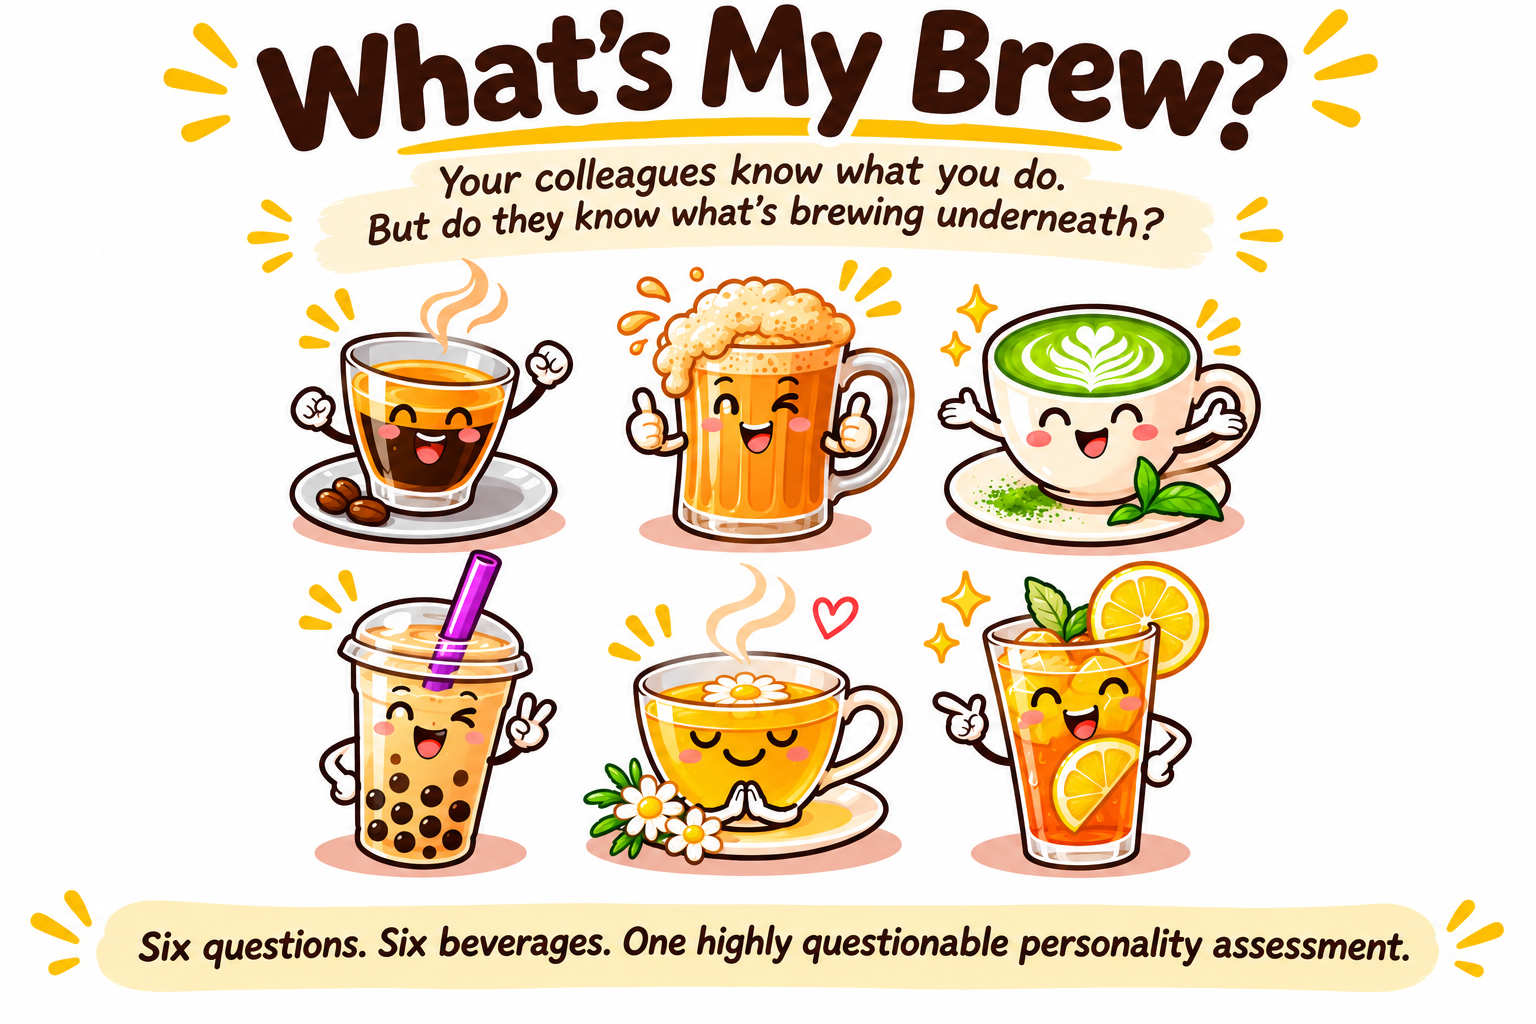 What's My Brew?
Your colleagues know what you do.
But do they know what's brewing underneath?
Six questions. Six beverages. One highly questionable personality assessment.